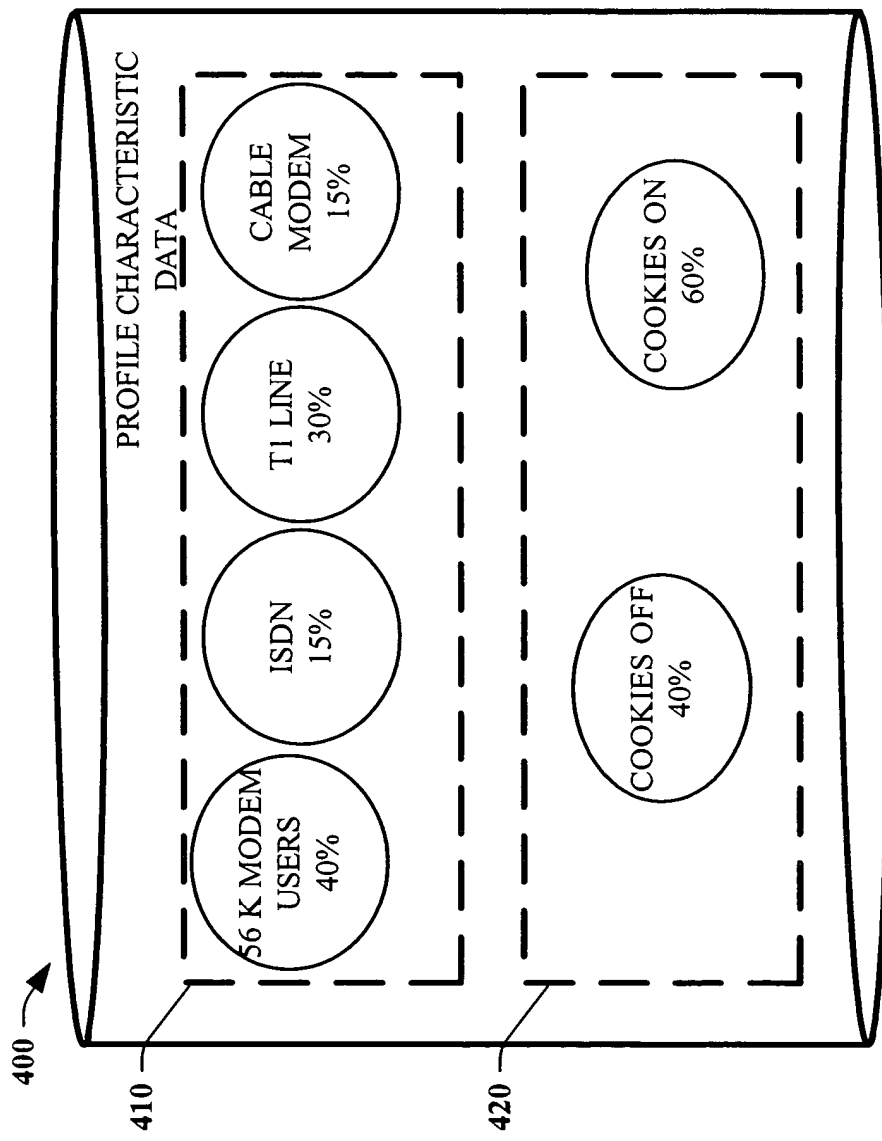 400
PROFILE CHARACTERISTIC
DATA
410
56 K MODEM
USERS
40%
ISDN
15%
T1 LINE
30%
CABLE
MODEM
15%
420
COOKIES OFF
40%
COOKIES ON
60%